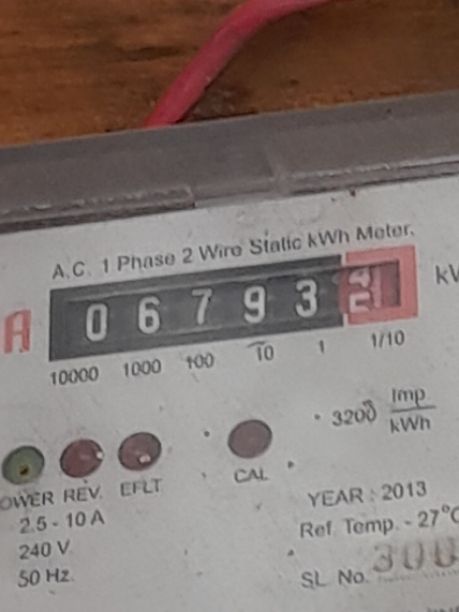 A.C. 1 Phase 2 Wire Static kWh Meter.
A 0 6 7 9 3
10000 1000 100 10 1 1/10
3200 Imp
kWh
REV. EFLT CAL
2.5 - 10 A
YEAR : 2013
240 V.
Ref. Temp. - 27°C
50 Hz.
SL. No. 300